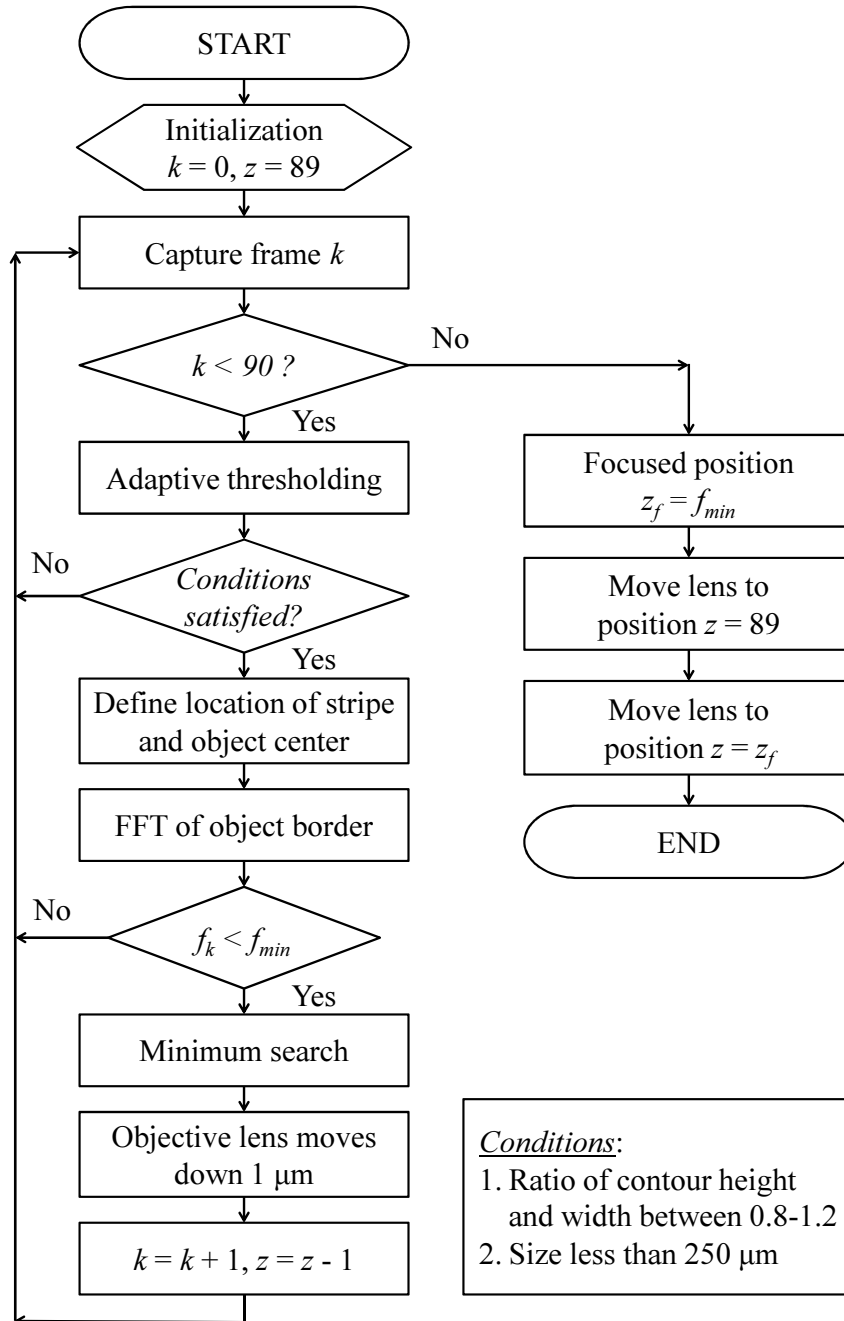 START
Initialization
k = 0, z = 89
Capture frame k
k < 90 ?
No
Yes
Adaptive thresholding
No
Conditions
satisfied?
Yes
Define location of stripe
and object center
FFT of object border
No
f_k < f_min
Yes
Minimum search
Objective lens moves
down 1 μm
k = k + 1, z = z - 1
Focused position
z_f = f_min
Move lens to
position z = 89
Move lens to
position z = z_f
END
Conditions:
1. Ratio of contour height
and width between 0.8-1.2
2. Size less than 250 μm